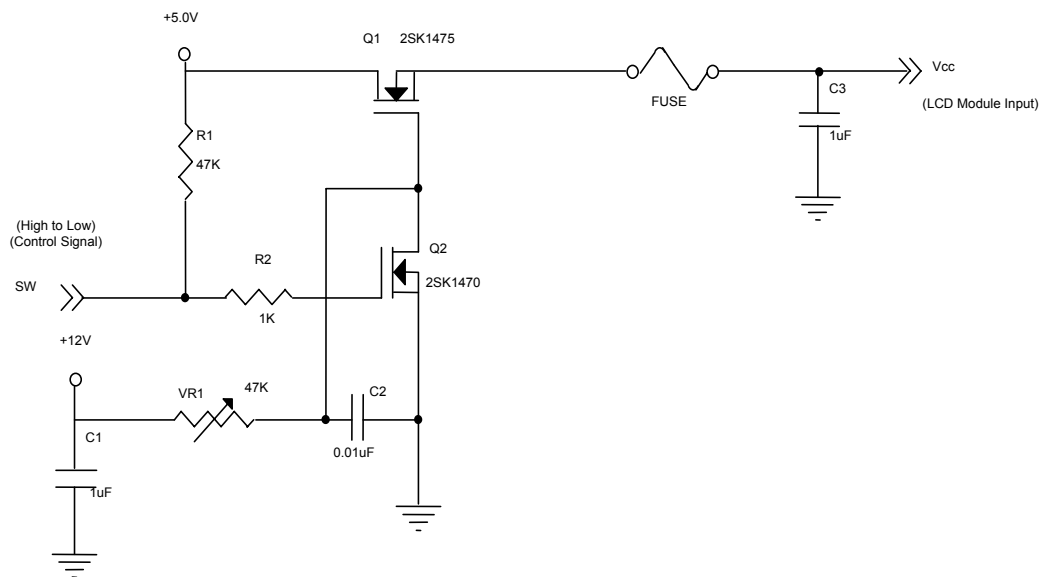 +5.0V
Q1 2SK1475
Vcc
(LCD Module Input)
FUSE
C3
1uF
R1
47K
(High to Low)
(Control Signal)
SW
R2
1K
Q2
2SK1470
+12V
VR1 47K
C2
0.01uF
C1
1uF